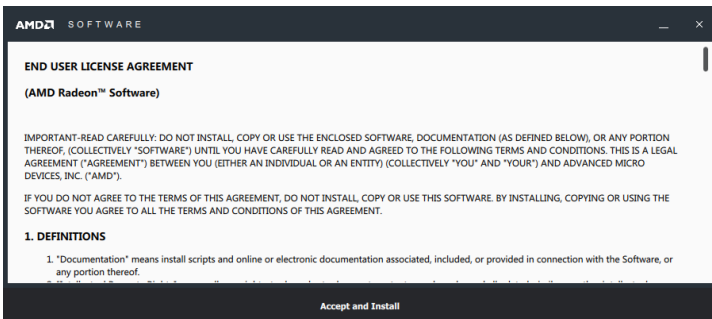 AMD SOFTWARE
END USER LICENSE AGREEMENT
(AMD Radeon™ Software)
IMPORTANT-READ CAREFULLY: DO NOT INSTALL, COPY OR USE THE ENCLOSED SOFTWARE, DOCUMENTATION (AS DEFINED BELOW), OR ANY PORTION
THEREOF, (COLLECTIVELY "SOFTWARE") UNTIL YOU HAVE CAREFULLY READ AND AGREED TO THE FOLLOWING TERMS AND CONDITIONS. THIS IS A LEGAL
AGREEMENT ("AGREEMENT") BETWEEN YOU (EITHER AN INDIVIDUAL OR AN ENTITY) (COLLECTIVELY "YOU" AND "YOUR") AND ADVANCED MICRO
DEVICES, INC. ("AMD").
IF YOU DO NOT AGREE TO THE TERMS OF THIS AGREEMENT, DO NOT INSTALL, COPY OR USE THIS SOFTWARE. BY INSTALLING, COPYING OR USING THE
SOFTWARE YOU AGREE TO ALL THE TERMS AND CONDITIONS OF THIS AGREEMENT.
1. DEFINITIONS
1. "Documentation" means install scripts and online or electronic documentation associated, included, or provided in connection with the Software, or
any portion thereof.
Accept and Install